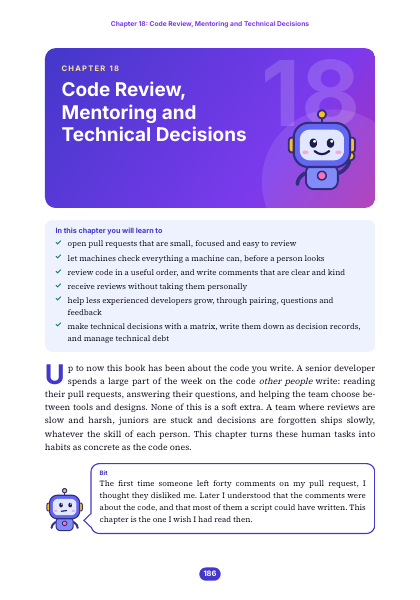 Chapter 18: Code Review, Mentoring and Technical Decisions
18
CHAPTER 18
Code Review,
Mentoring and
Technical Decisions
In this chapter you will learn to
✓ open pull requests that are small, focused and easy to review
✓ let machines check everything a machine can, before a person looks
✓ review code in a useful order, and write comments that are clear and kind
✓ receive reviews without taking them personally
✓ help less experienced developers grow, through pairing, questions and
feedback
✓ make technical decisions with a matrix, write them down as decision records,
and manage technical debt
Up to now this book has been about the code you write. A senior developer
spends a large part of the week on the code other people write: reading
their pull requests, answering their questions, and helping the team choose be-
tween tools and designs. None of this is a soft extra. A team where reviews are
slow and harsh, juniors are stuck and decisions are forgotten ships slowly,
whatever the skill of each person. This chapter turns these human tasks into
habits as concrete as the code ones.
Bit
The first time someone left forty comments on my pull request, I
thought they disliked me. Later I understood that the comments were
about the code, and that most of them a script could have written. This
chapter is the one I wish I had read then.
186